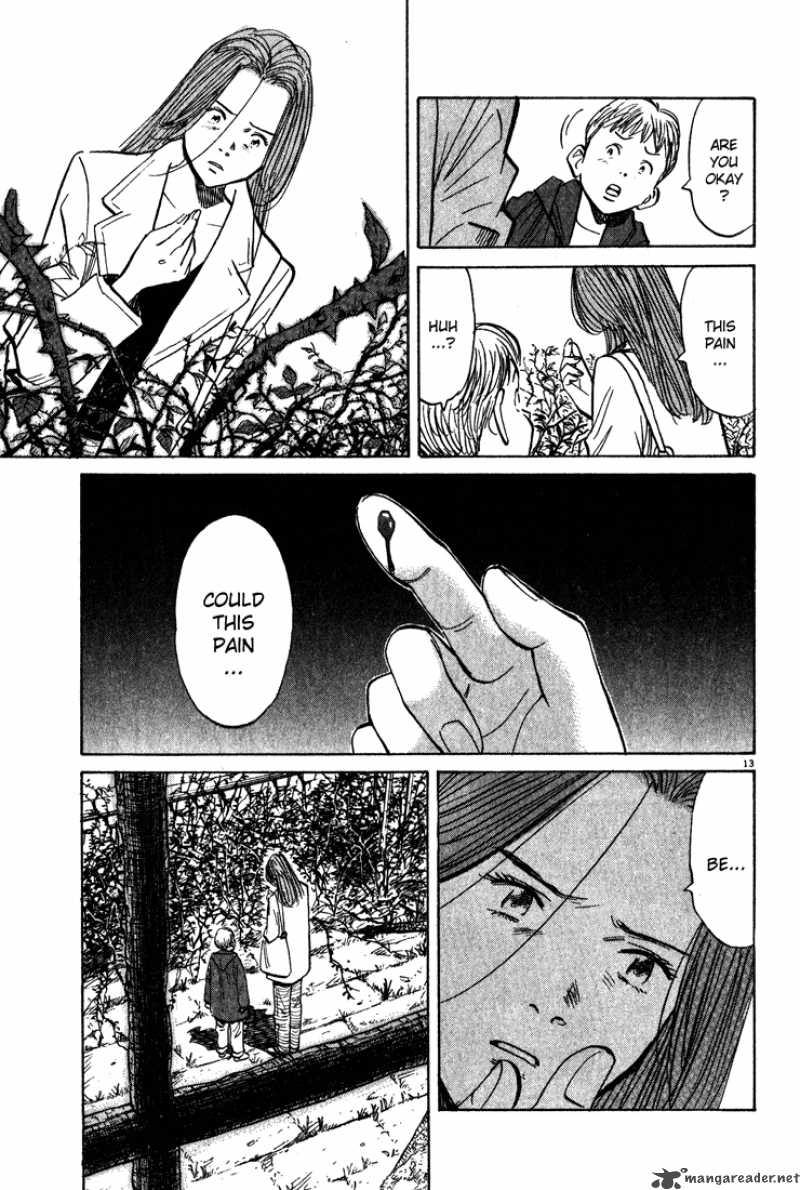 ARE
YOU
OKAY
?
THIS
PAIN
...
HUH
...?
COULD
THIS
PAIN
...
13
BE...
mangareader.net